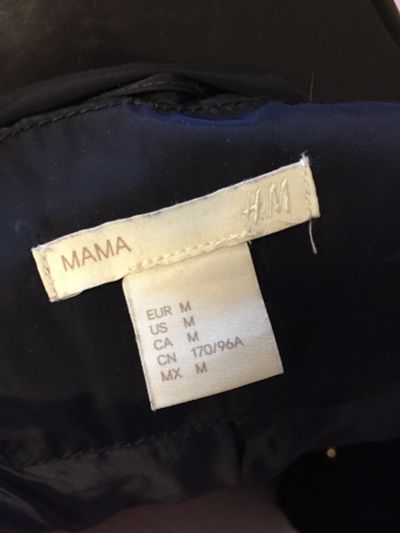 MAMA H&M
EUR M
US M
CA M
CN 170/96A
MX M